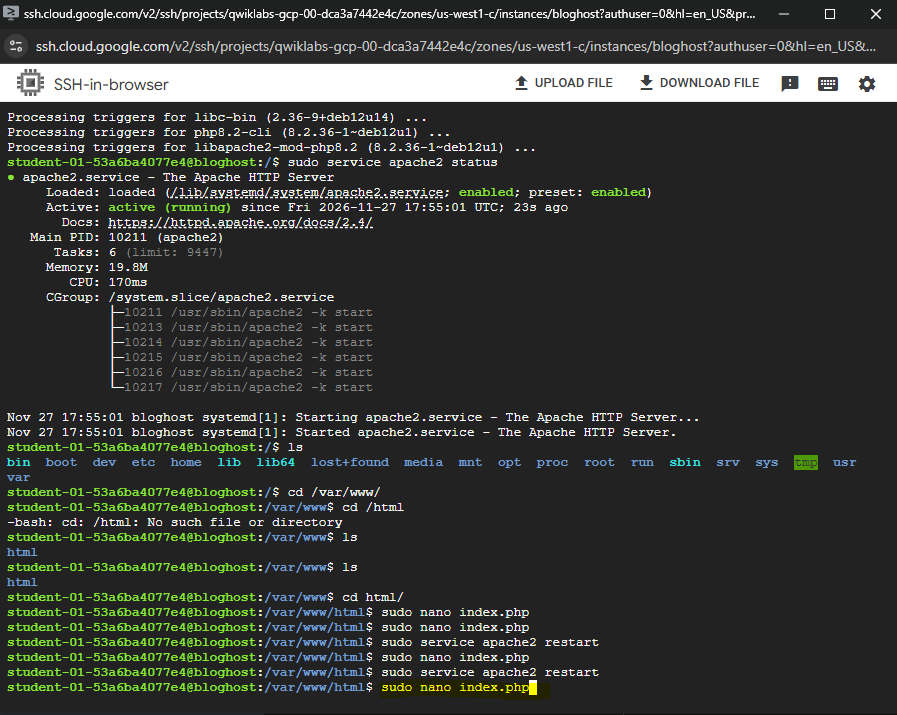 ssh.cloud.google.com/v2/ssh/projects/qwiklabs-gcp-00-dca3a7442e4c/zones/us-west1-c/instances/bloghost?authuser=0&hl=en_US&pr...
ssh.cloud.google.com/v2/ssh/projects/qwiklabs-gcp-00-dca3a7442e4c/zones/us-west1-c/instances/bloghost?authuser=0&hl=en_US&...
SSH-in-browser UPLOAD FILE DOWNLOAD FILE
Processing triggers for libc-bin (2.36-9+deb12u14) ...
Processing triggers for php8.2-cli (8.2.36-1~deb12u1) ...
Processing triggers for libapache2-mod-php8.2 (8.2.36-1~deb12u1) ...
student-01-53a6ba4077e4@bloghost:/$ sudo service apache2 status
● apache2.service - The Apache HTTP Server
Loaded: loaded (/lib/systemd/system/apache2.service; enabled; preset: enabled)
Active: active (running) since Fri 2026-11-27 17:55:01 UTC; 23s ago
Docs: https://httpd.apache.org/docs/2.4/
Main PID: 10211 (apache2)
Tasks: 6 (limit: 9447)
Memory: 19.8M
CPU: 170ms
CGroup: /system.slice/apache2.service
├─10211 /usr/sbin/apache2 -k start
├─10213 /usr/sbin/apache2 -k start
├─10214 /usr/sbin/apache2 -k start
├─10215 /usr/sbin/apache2 -k start
├─10216 /usr/sbin/apache2 -k start
└─10217 /usr/sbin/apache2 -k start
Nov 27 17:55:01 bloghost systemd[1]: Starting apache2.service - The Apache HTTP Server...
Nov 27 17:55:01 bloghost systemd[1]: Started apache2.service - The Apache HTTP Server.
student-01-53a6ba4077e4@bloghost:/$ ls
bin boot dev etc home lib lib64 lost+found media mnt opt proc root run sbin srv sys tmp usr
var
student-01-53a6ba4077e4@bloghost:/$ cd /var/www/
student-01-53a6ba4077e4@bloghost:/var/www$ cd /html
-bash: cd: /html: No such file or directory
student-01-53a6ba4077e4@bloghost:/var/www$ ls
html
student-01-53a6ba4077e4@bloghost:/var/www$ ls
html
student-01-53a6ba4077e4@bloghost:/var/www$ cd html/
student-01-53a6ba4077e4@bloghost:/var/www/html$ sudo nano index.php
student-01-53a6ba4077e4@bloghost:/var/www/html$ sudo nano index.php
student-01-53a6ba4077e4@bloghost:/var/www/html$ sudo service apache2 restart
student-01-53a6ba4077e4@bloghost:/var/www/html$ sudo nano index.php
student-01-53a6ba4077e4@bloghost:/var/www/html$ sudo service apache2 restart
student-01-53a6ba4077e4@bloghost:/var/www/html$ sudo nano index.php